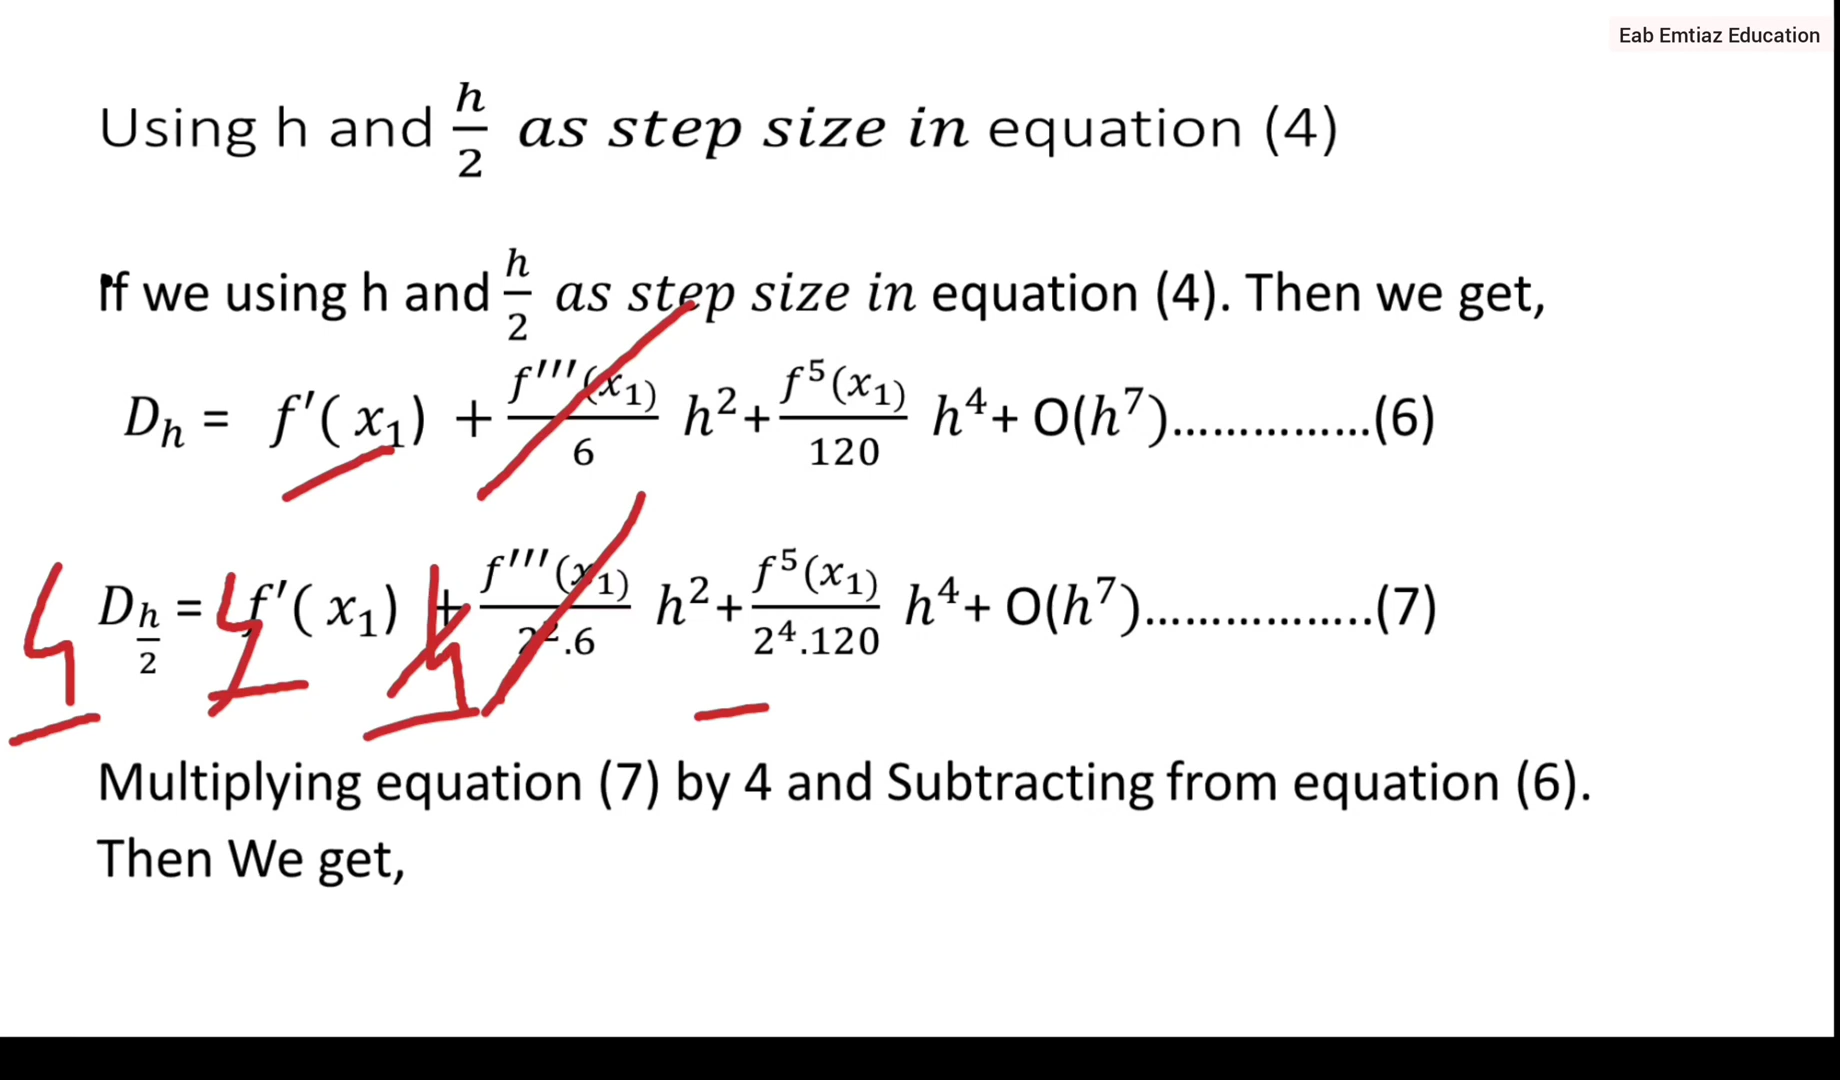 Eab Emtiaz Education
Using h and h/2 as step size in equation (4)
If we using h and h/2 as step size in equation (4). Then we get,
D_h = f′( x₁) + f′′′(x₁)/6 h² + f⁵(x₁)/120 h⁴ + O(h⁷)...............(6)
4 D_{h/2} = 4 f′( x₁) + 4 f′′′(x₁)/2².6 h² + f⁵(x₁)/2⁴.120 h⁴ + O(h⁷).................(7)
Multiplying equation (7) by 4 and Subtracting from equation (6).
Then We get,